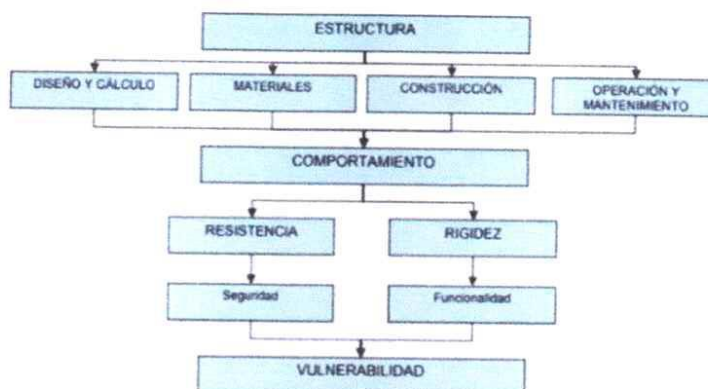 ESTRUCTURA
DISEÑO Y CÁLCULO
MATERIALES
CONSTRUCCIÓN
OPERACIÓN Y
MANTENIMIENTO
COMPORTAMIENTO
RESISTENCIA
RIGIDEZ
Seguridad
Funcionalidad
VULNERABILIDAD